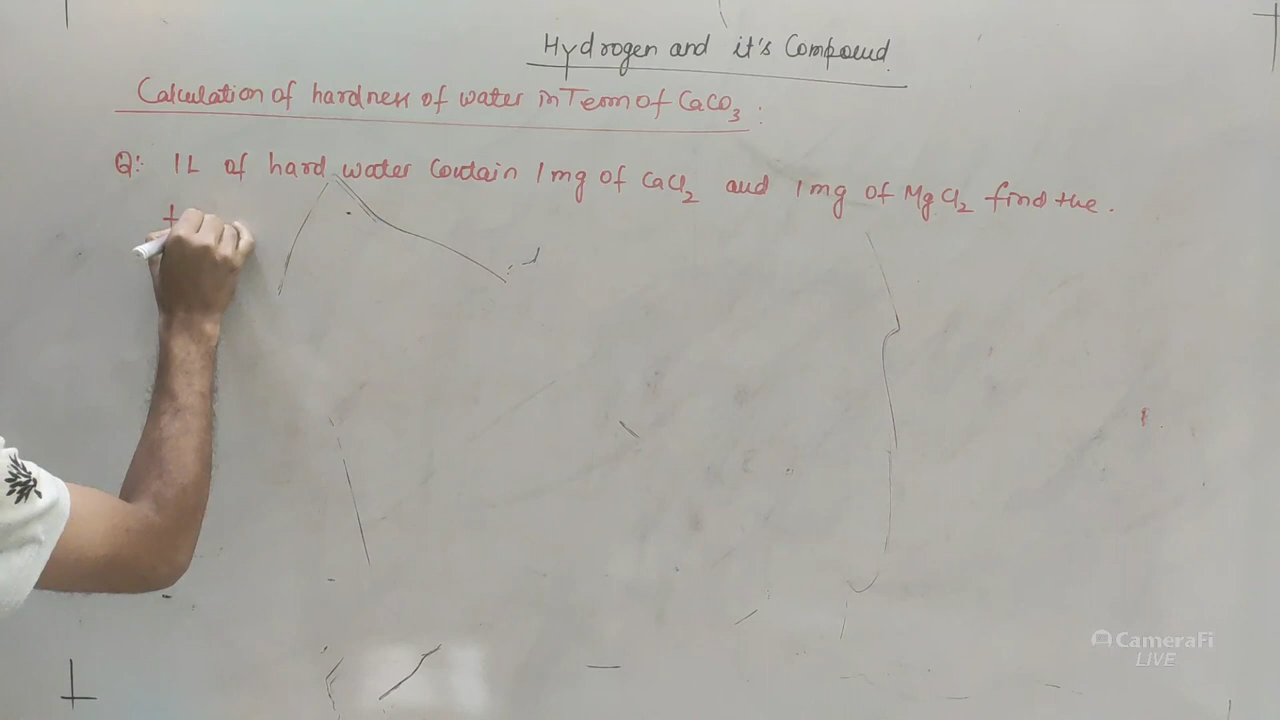 Hydrogen and it's Compound
Calculation of hardness of water in Term of CaCO₃ :
Q:- 1L of hard water contain 1mg of CaCl₂ and 1mg of MgCl₂ find the.
CameraFi
LIVE